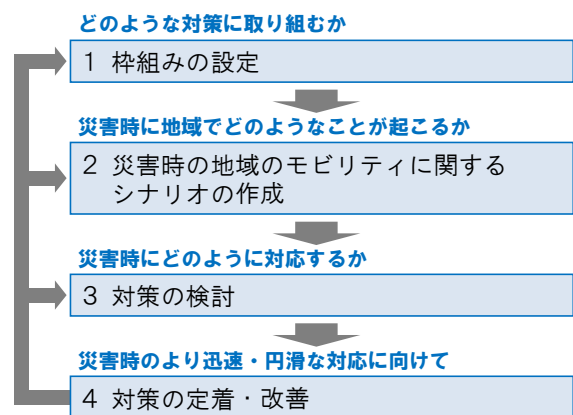 どのような対策に取り組むか
1 枠組みの設定
災害時に地域でどのようなことが起こるか
2 災害時の地域のモビリティに関する
シナリオの作成
災害時にどのように対応するか
3 対策の検討
災害時のより迅速・円滑な対応に向けて
4 対策の定着・改善